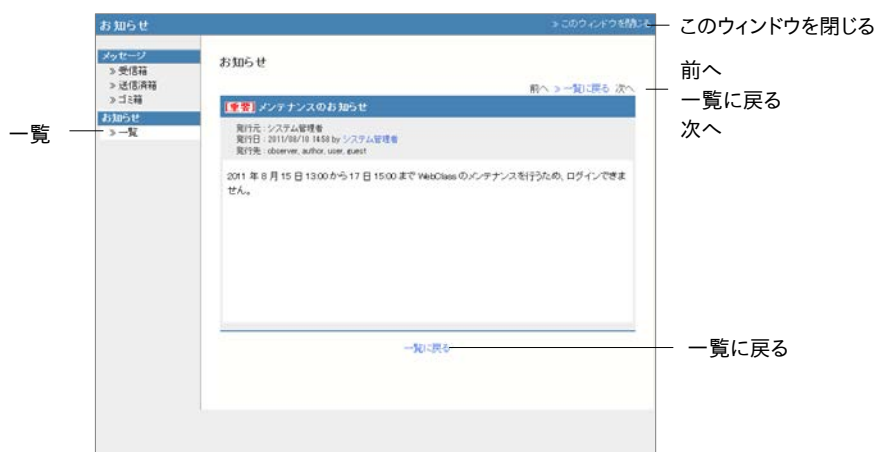 お知らせ
» このウィンドウを閉じる
このウィンドウを閉じる
メッセージ
» 受信箱
» 送信済箱
» ゴミ箱
お知らせ
» 一覧
一覧
お知らせ
前へ » 一覧に戻る 次へ
前へ
一覧に戻る
次へ
【重要】メンテナンスのお知らせ
発行元 : システム管理者
発行日 : 2011/08/10 14:58 by システム管理者
発行先 : observer, author, user, guest
2011 年 8 月 15 日 13:00 から 17 日 15:00 まで WebClass のメンテナンスを行うため、ログインできま
せん。
一覧に戻る
一覧に戻る